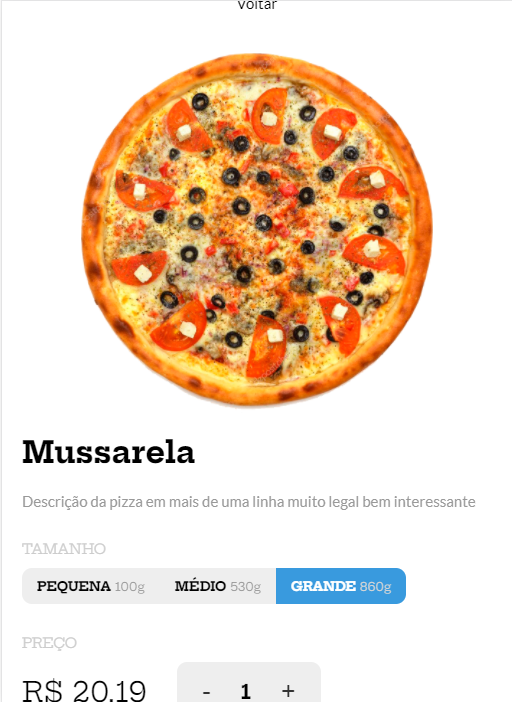 Voltar
Mussarela
Descrição da pizza em mais de uma linha muito legal bem interessante
TAMANHO
PEQUENA 100g MÉDIO 530g GRANDE 860g
PREÇO
R$ 20.19 - 1 +